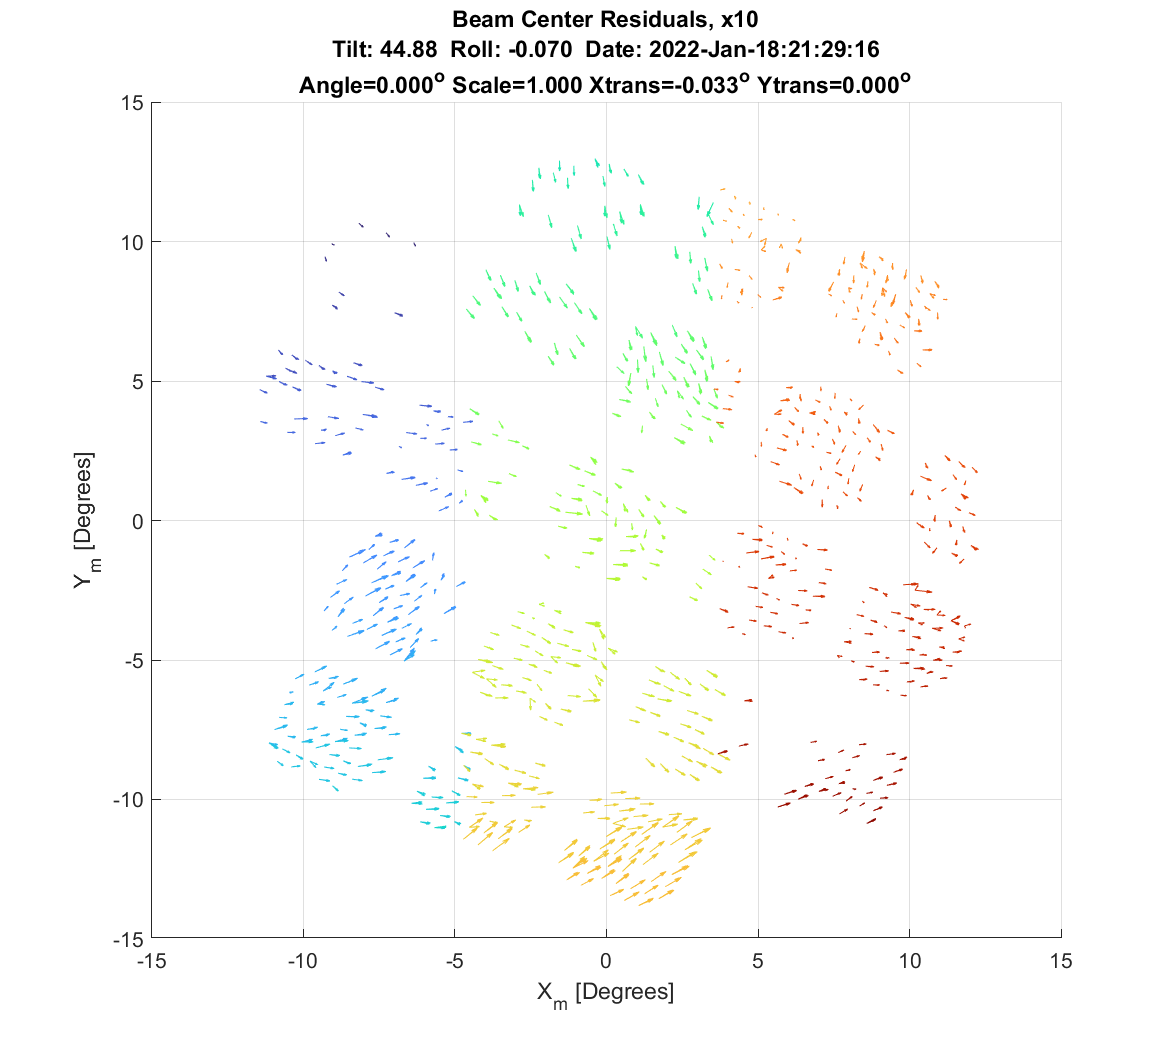 Beam Center Residuals, x10
Tilt: 44.88 Roll: -0.070 Date: 2022-Jan-18:21:29:16
Angle=0.000° Scale=1.000 Xtrans=-0.033° Ytrans=0.000°
15
10
5
0
-5
-10
-15
Y_m [Degrees]
-15 -10 -5 0 5 10 15
X_m [Degrees]